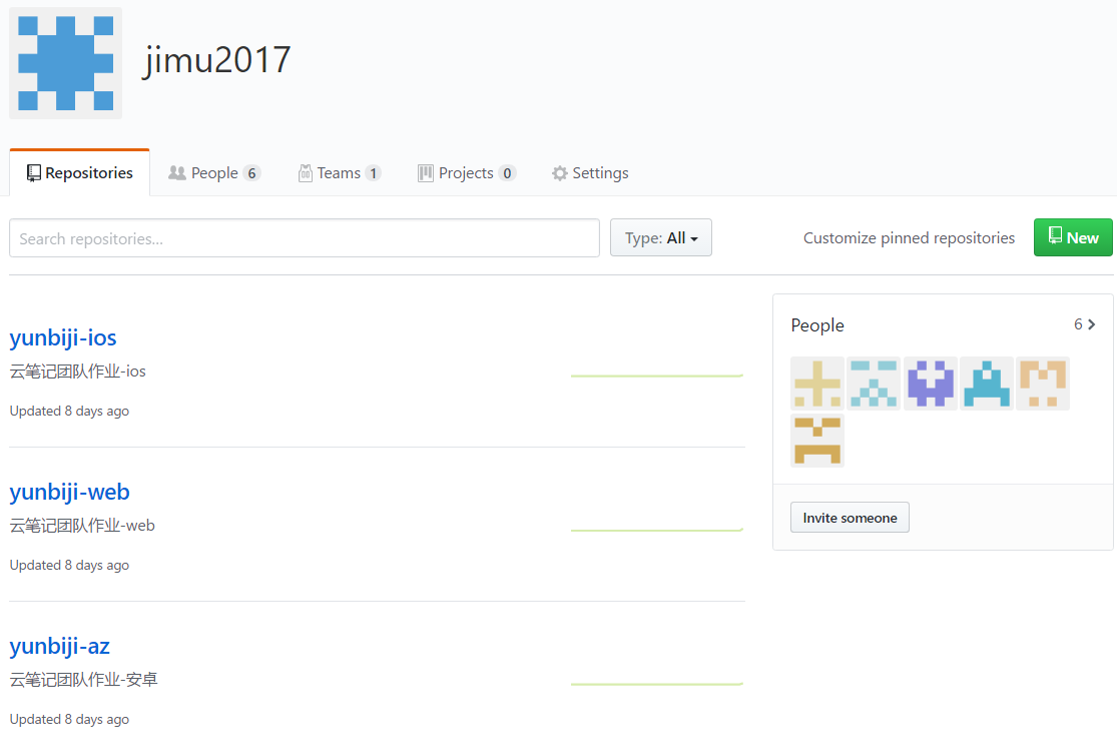 jimu2017
Repositories People 6 Teams 1 Projects 0 Settings
Search repositories... Type: All Customize pinned repositories New
People 6
yunbiji-ios
云笔记团队作业-ios
Updated 8 days ago
yunbiji-web
云笔记团队作业-web
Updated 8 days ago
Invite someone
yunbiji-az
云笔记团队作业-安卓
Updated 8 days ago